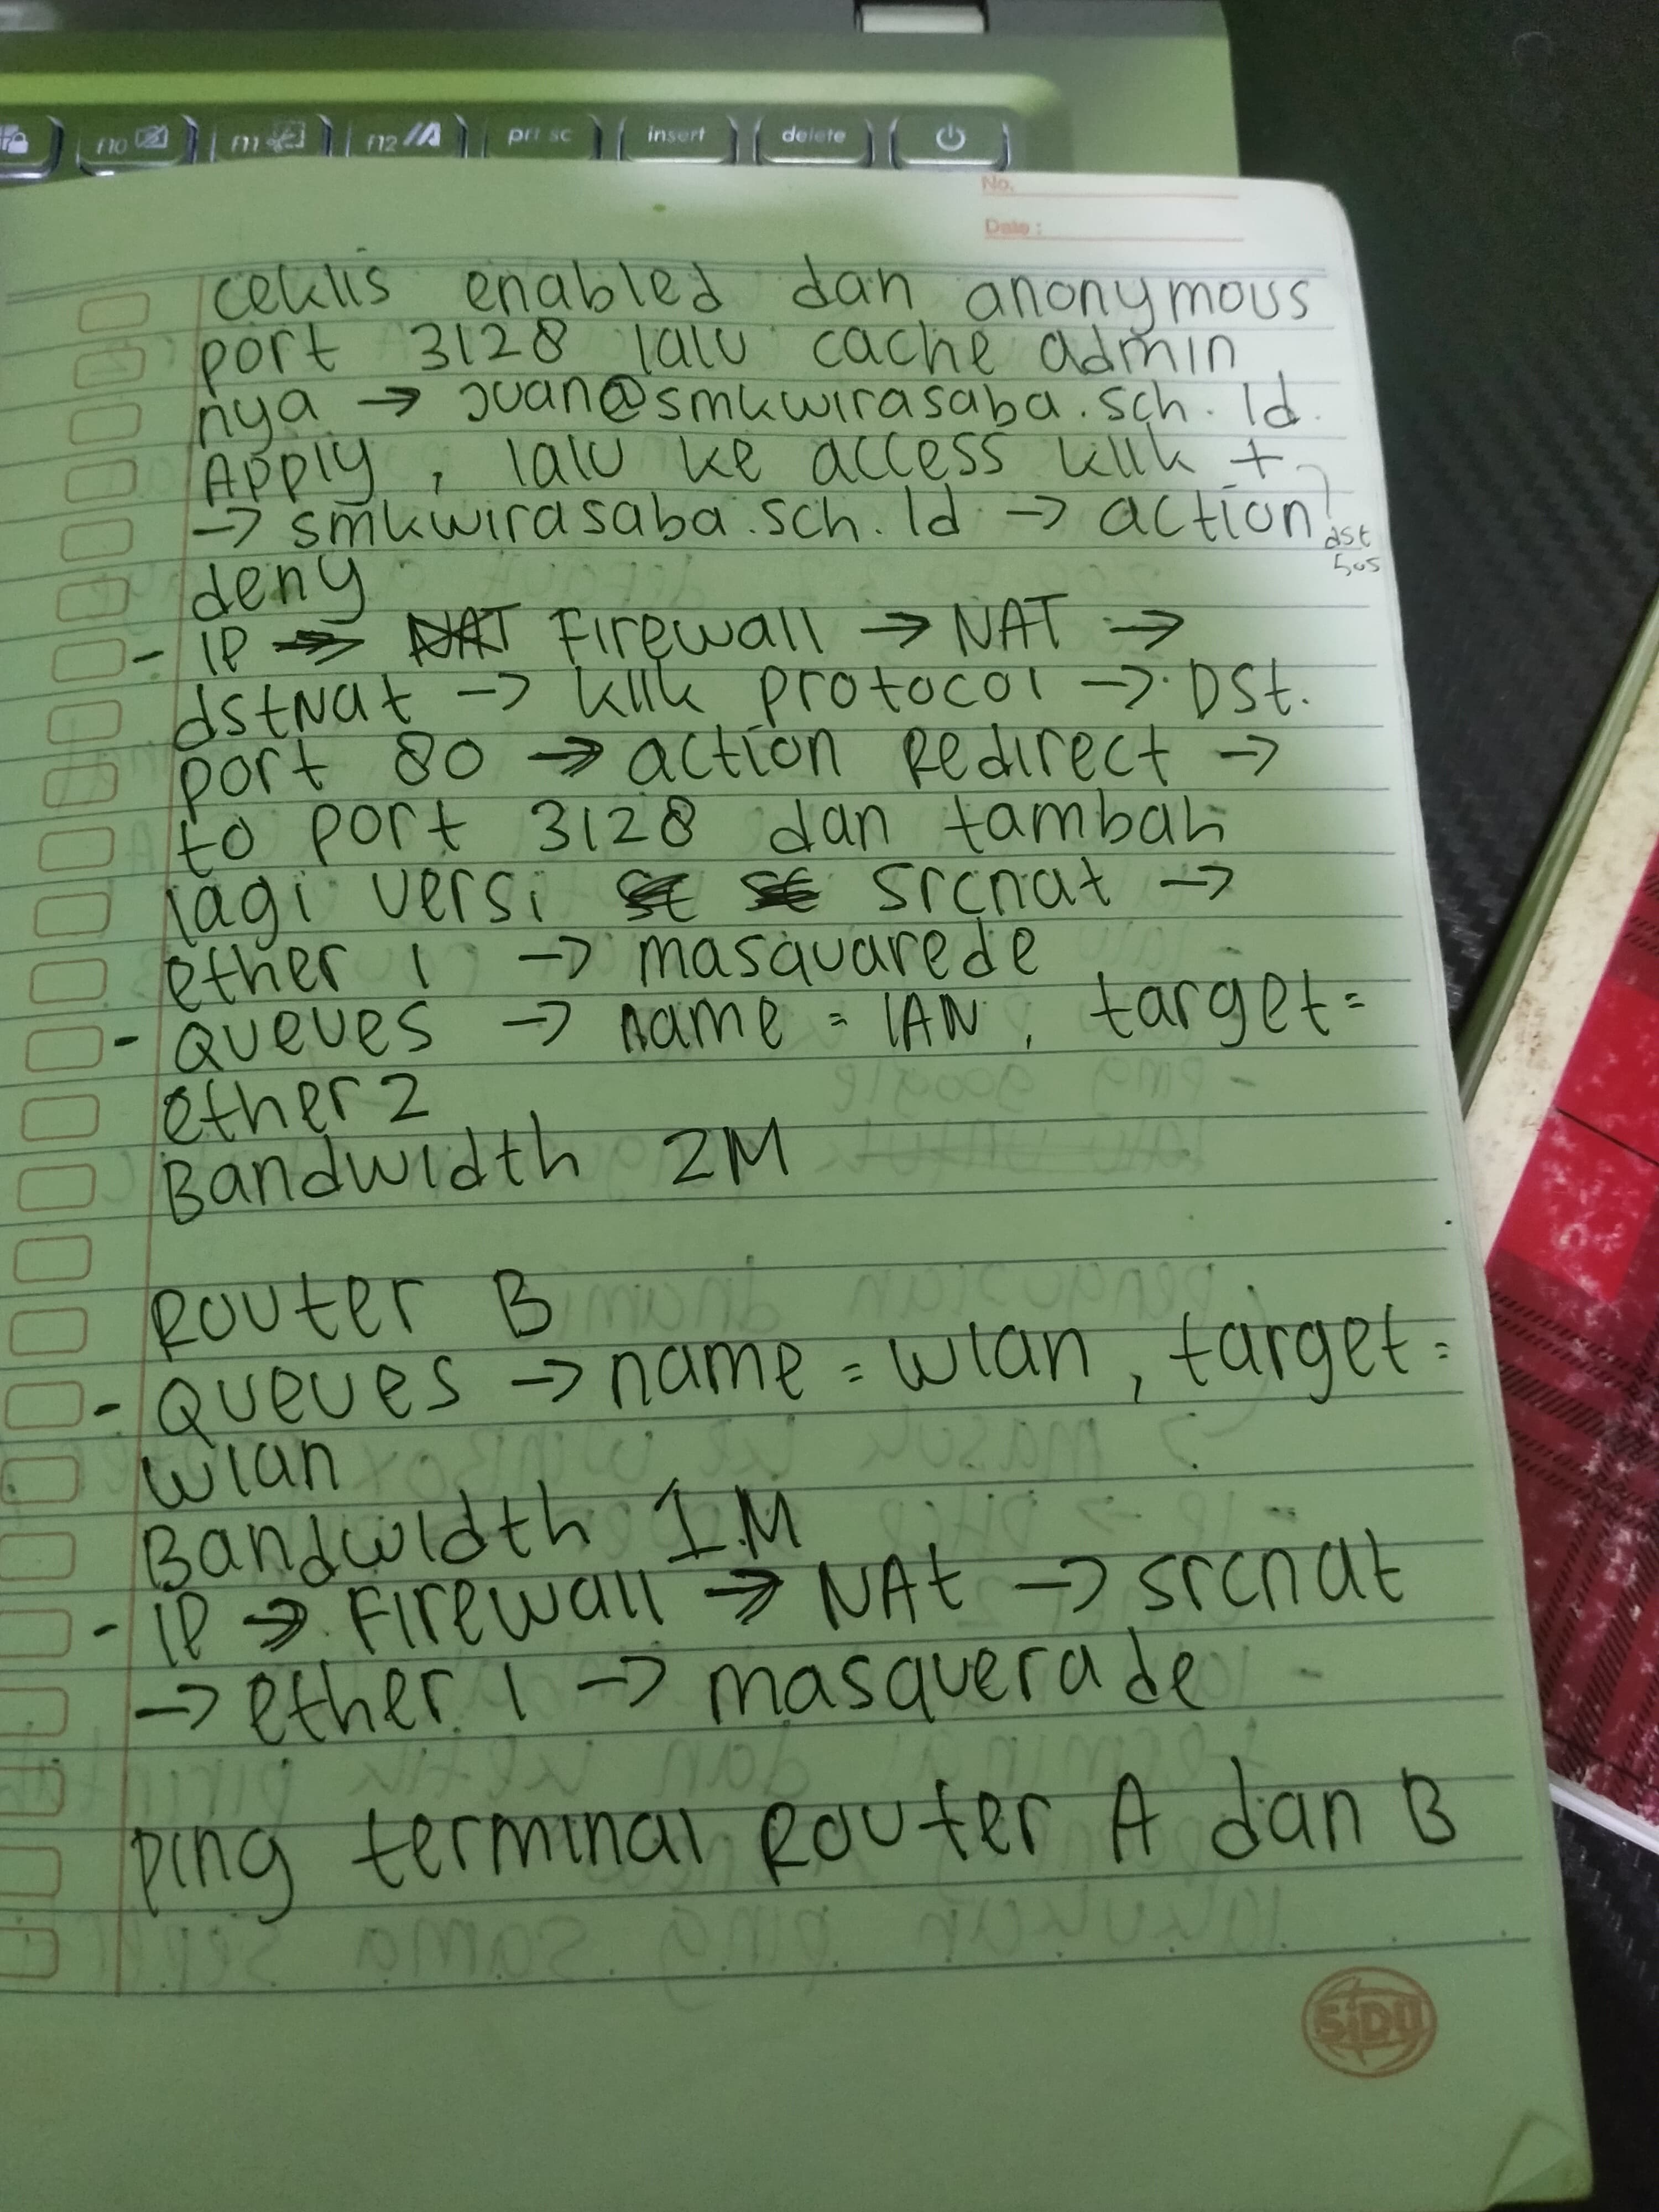 F10
F11
F12
prt sc
insert
delete
No.
Date :
ceklis enabled dan anonymous
port 3128 lalu cache admin
nya → juan@smkwirasaba.sch.id.
Apply, lalu ke access klik +
→ smkwirasaba.sch.id → action
dst
deny
- IP → NAT Firewall → NAT →
dstNat → klik protocol → Dst.
port 80 → action Redirect →
to port 3128 dan tambah
lagi versi srcnat →
ether 1 → masquarede
- Queues → name = LAN, target =
ether 2
Bandwidth 2M
Router B
- Queues → name = wlan, target =
wlan
Bandwidth 1M
- IP → Firewall → NAt → srcnat
→ ether 1 → masquerade
ping terminal Router A dan B
SiDU